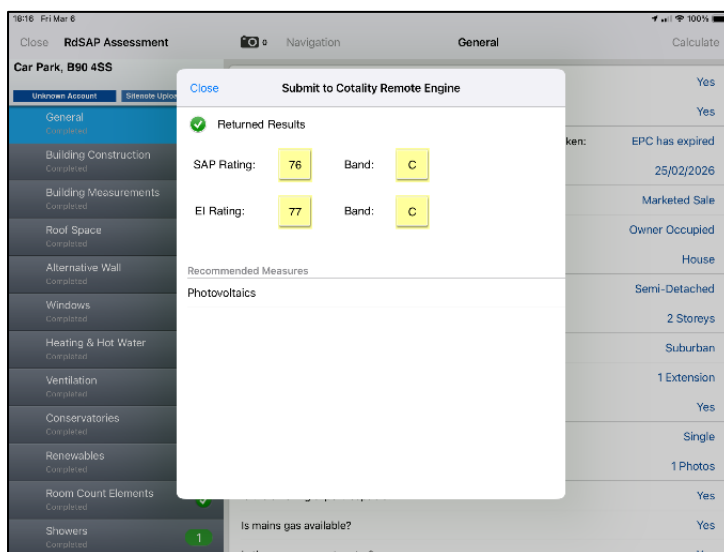 18:16 Fri Mar 6
100%
Close RdSAP Assessment 0 Navigation General Calculate
Car Park, B90 4SS
Unknown Account Sitenote Uplo
General
Completed
Building Construction
Completed
Building Measurements
Completed
Roof Space
Completed
Alternative Wall
Completed
Windows
Completed
Heating & Hot Water
Completed
Ventilation
Completed
Conservatories
Completed
Renewables
Completed
Room Count Elements
Completed
Showers
Completed
1
Close Submit to Cotality Remote Engine
Returned Results
SAP Rating: 76 Band: C
EI Rating: 77 Band: C
Recommended Measures
Photovoltaics
Yes
Yes
ken: EPC has expired
25/02/2026
Marketed Sale
Owner Occupied
House
Semi-Detached
2 Storeys
Suburban
1 Extension
Yes
Single
1 Photos
Yes
Is mains gas available? Yes